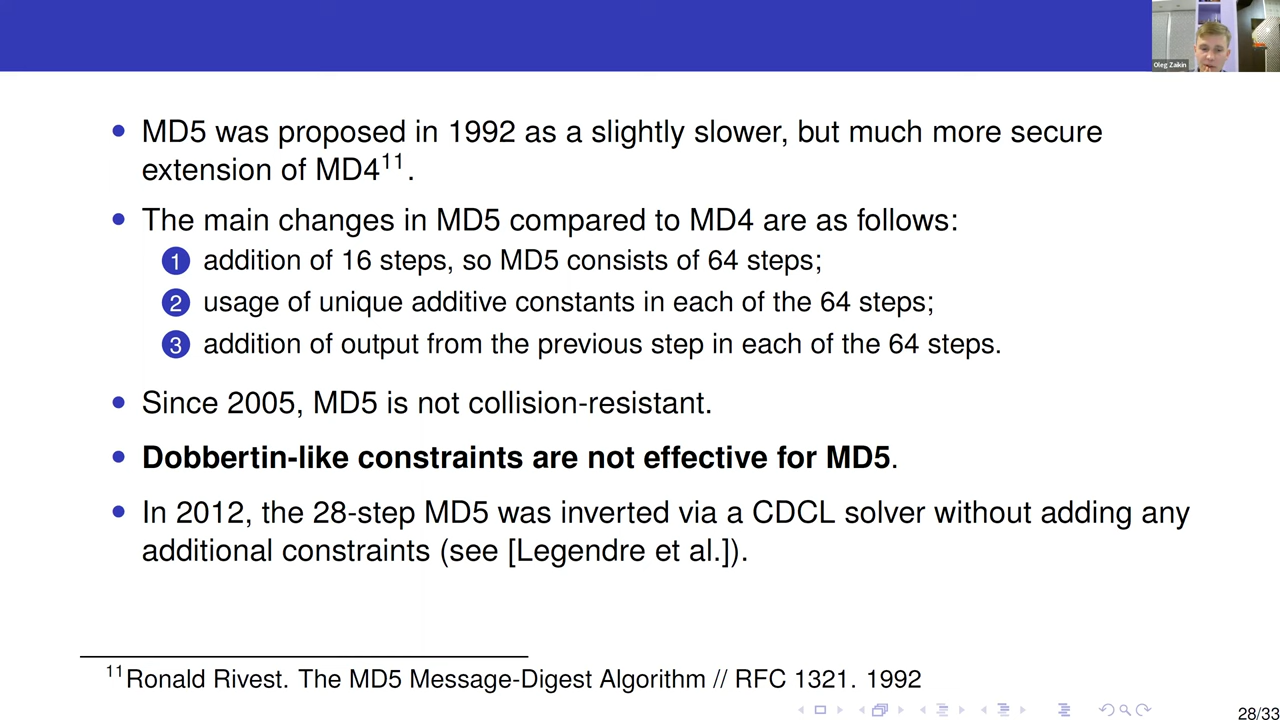 Oleg Zaikin
• MD5 was proposed in 1992 as a slightly slower, but much more secure
extension of MD4¹¹.
• The main changes in MD5 compared to MD4 are as follows:
1 addition of 16 steps, so MD5 consists of 64 steps;
2 usage of unique additive constants in each of the 64 steps;
3 addition of output from the previous step in each of the 64 steps.
• Since 2005, MD5 is not collision-resistant.
• Dobbertin-like constraints are not effective for MD5.
• In 2012, the 28-step MD5 was inverted via a CDCL solver without adding any
additional constraints (see [Legendre et al.]).
¹¹Ronald Rivest. The MD5 Message-Digest Algorithm // RFC 1321. 1992
28/33